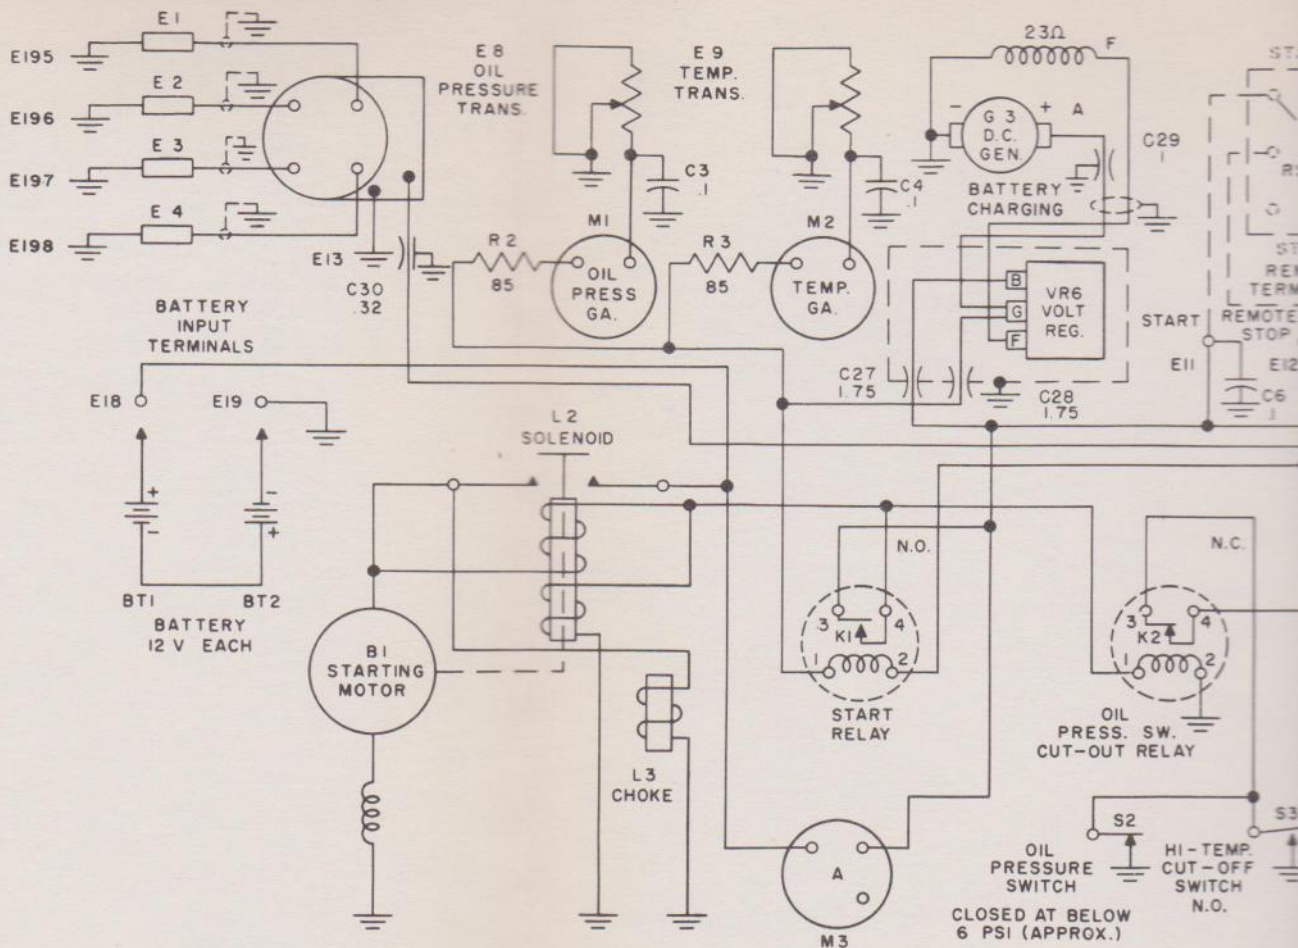 E195
E1
E196
E2
E197
E3
E198
E4
E13
C30
.32
E8
OIL
PRESSURE
TRANS.
C3
.1
R2
85
M1
OIL
PRESS
GA.
E9
TEMP.
TRANS.
C4
.1
R3
85
M2
TEMP.
GA.
23Ω
F
-
+
A
G 3
D.C.
GEN.
BATTERY
CHARGING
C29
.1
B
G
F
VR6
VOLT
REG.
C27
1.75
C28
1.75
START
E11
REMOTE
STOP
E12
C6
.1
BATTERY
INPUT
TERMINALS
E18
E19
+
-
-
+
BT1
BT2
BATTERY
12 V EACH
L2
SOLENOID
B1
STARTING
MOTOR
L3
CHOKE
N.O.
3
K1
4
1
2
START
RELAY
N.C.
3
K2
4
1
2
OIL
PRESS. SW.
CUT-OUT RELAY
A
M3
S2
OIL
PRESSURE
SWITCH
CLOSED AT BELOW
6 PSI (APPROX.)
S3
HI-TEMP.
CUT-OFF
SWITCH
N.O.